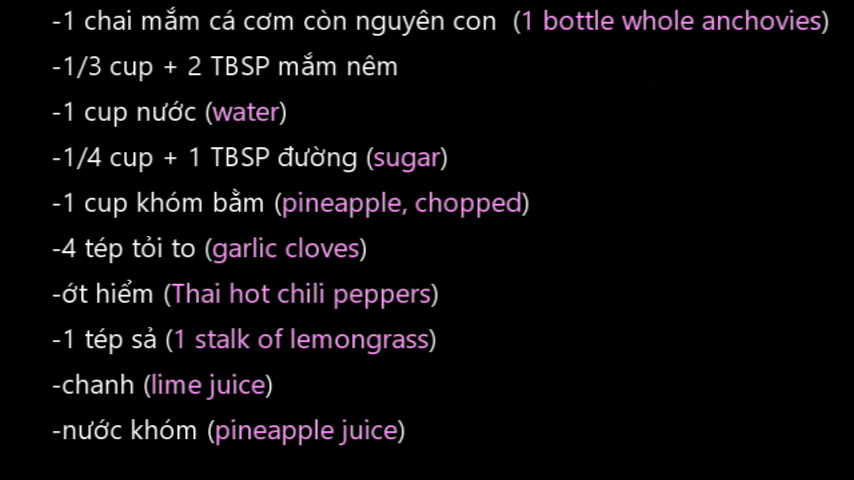 -1 chai mắm cá cơm còn nguyên con (1 bottle whole anchovies)
-1/3 cup + 2 TBSP mắm nêm
-1 cup nước (water)
-1/4 cup + 1 TBSP đường (sugar)
-1 cup khóm bằm (pineapple, chopped)
-4 tép tỏi to (garlic cloves)
-ớt hiểm (Thai hot chili peppers)
-1 tép sả (1 stalk of lemongrass)
-chanh (lime juice)
-nước khóm (pineapple juice)